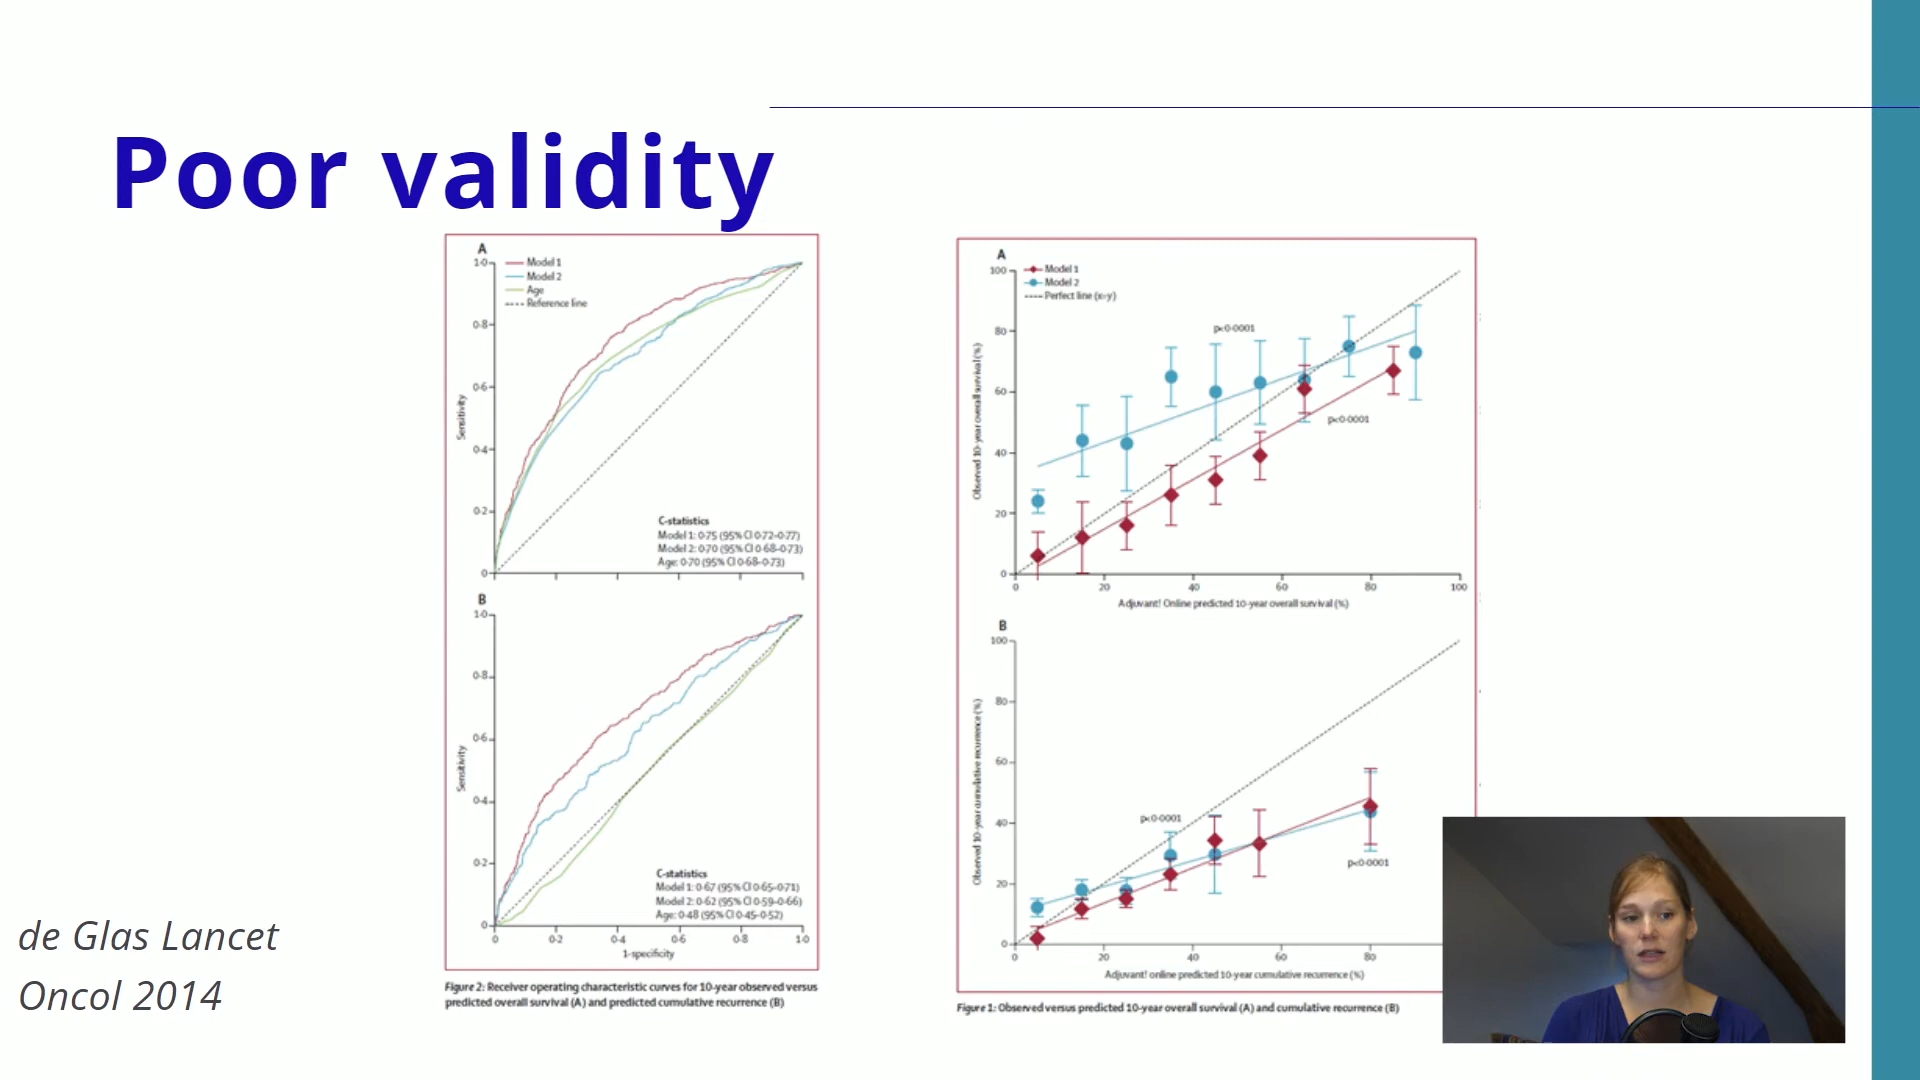 Poor validity
A
Model 1
Model 2
Age
Reference line
1·0
0·8
0·6
0·4
0·2
0
Sensitivity
C-statistics
Model 1: 0·75 (95% CI 0·72–0·77)
Model 2: 0·70 (95% CI 0·68–0·73)
Age: 0·70 (95% CI 0·68–0·73)
B
1·0
0·8
0·6
0·4
0·2
0
Sensitivity
C-statistics
Model 1: 0·67 (95% CI 0·65–0·71)
Model 2: 0·62 (95% CI 0·59–0·66)
Age: 0·48 (95% CI 0·45–0·52)
0 0·2 0·4 0·6 0·8 1·0
1-specificity
Figure 2: Receiver operating characteristic curves for 10-year observed versus
predicted overall survival (A) and predicted cumulative recurrence (B)
A
Model 1
Model 2
Perfect line (x=y)
100
80
60
40
20
0
Observed 10-year overall survival (%)
p<0·0001
p<0·0001
0 20 40 60 80 100
Adjuvant! Online predicted 10-year overall survival (%)
B
100
80
60
40
20
0
Observed 10-year cumulative recurrence (%)
p<0·0001
p<0·0001
0 20 40 60 80
Adjuvant! online predicted 10-year cumulative recurrence (%)
Figure 1: Observed versus predicted 10-year overall survival (A) and cumulative recurrence (B)
de Glas Lancet
Oncol 2014